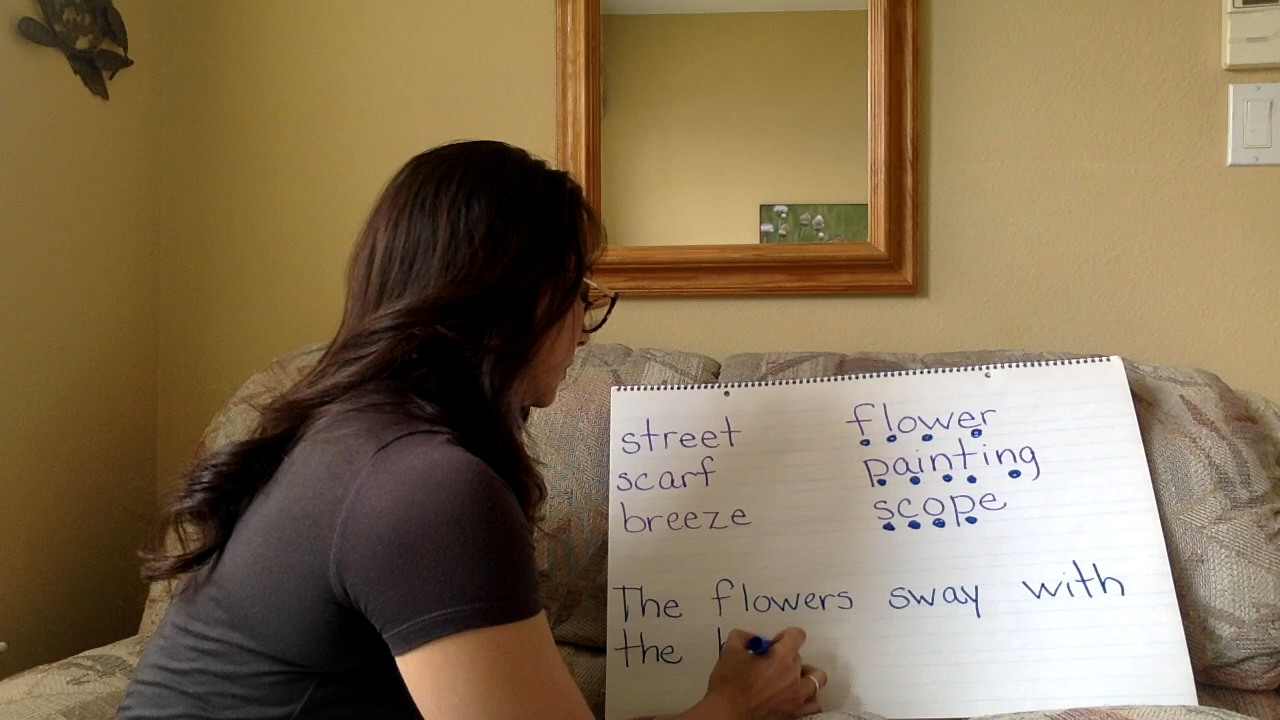 street flower
scarf painting
breeze scope
The flowers sway with
the